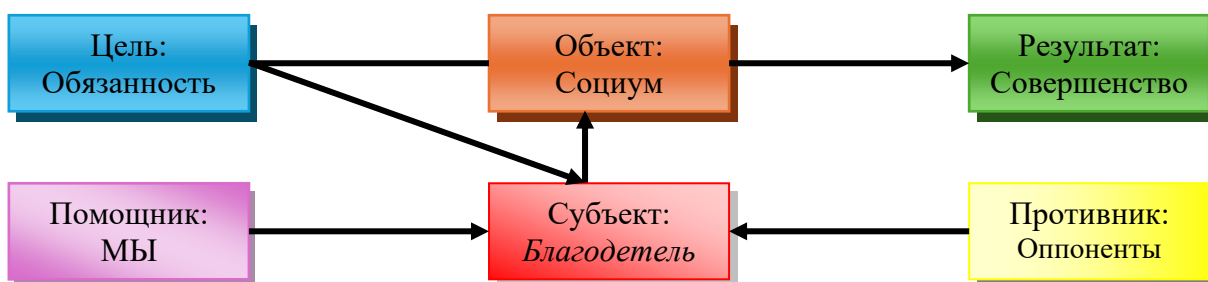 Цель:
Обязанность
Объект:
Социум
Результат:
Совершенство
Помощник:
МЫ
Субъект:
Благодетель
Противник:
Оппоненты